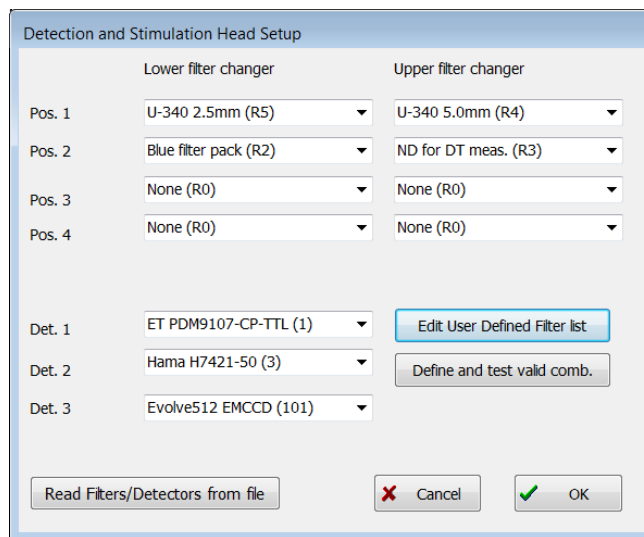 Detection and Stimulation Head Setup
Lower filter changer Upper filter changer
Pos. 1 U-340 2.5mm (R5) U-340 5.0mm (R4)
Pos. 2 Blue filter pack (R2) ND for DT meas. (R3)
Pos. 3 None (R0) None (R0)
Pos. 4 None (R0) None (R0)
Det. 1 ET PDM9107-CP-TTL (1) Edit User Defined Filter list
Det. 2 Hama H7421-50 (3) Define and test valid comb.
Det. 3 Evolve512 EMCCD (101)
Read Filters/Detectors from file Cancel OK